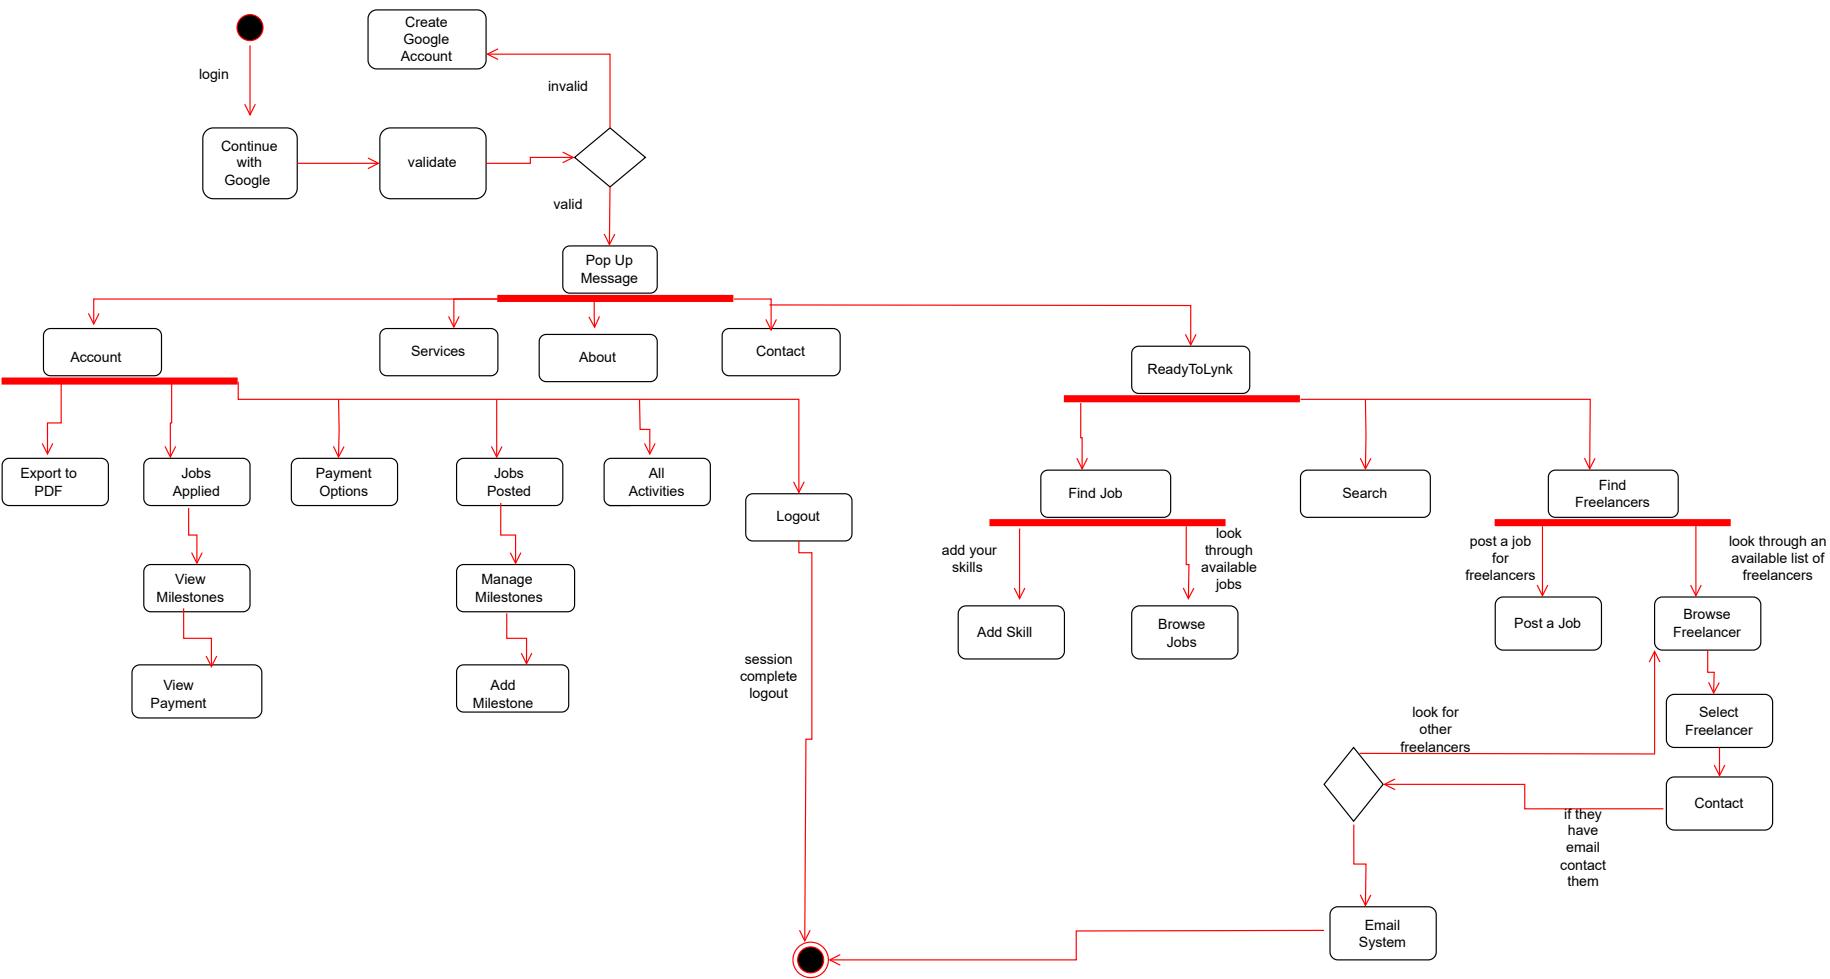 Create
Google
Account
login
invalid
Continue
with
Google
validate
valid
Pop Up
Message
Account
Services
About
Contact
ReadyToLynk
Export to
PDF
Jobs
Applied
Payment
Options
Jobs
Posted
All
Activities
Logout
Find Job
Search
Find
Freelancers
add your
skills
look
through
available
jobs
post a job
for
freelancers
look through an
available list of
freelancers
View
Milestones
Manage
Milestones
Add Skill
Browse
Jobs
Post a Job
Browse
Freelancer
View
Payment
Add
Milestone
session
complete
logout
look for
other
freelancers
Select
Freelancer
Contact
if they
have
email
contact
them
Email
System